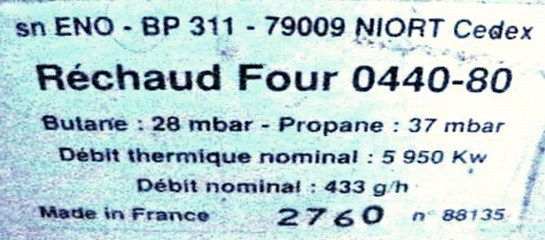 sn ENO - BP 311 - 79009 NIORT Cedex
Réchaud Four 0440-80
Butane : 28 mbar - Propane : 37 mbar
Débit thermique nominal : 5 950 Kw
Débit nominal : 433 g/h
Made in France 2760 n° 88135